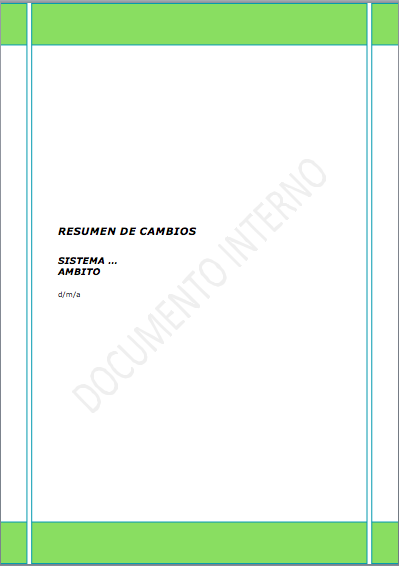 RESUMEN DE CAMBIOS
SISTEMA ...
AMBITO
d/m/a
DOCUMENTO INTERNO